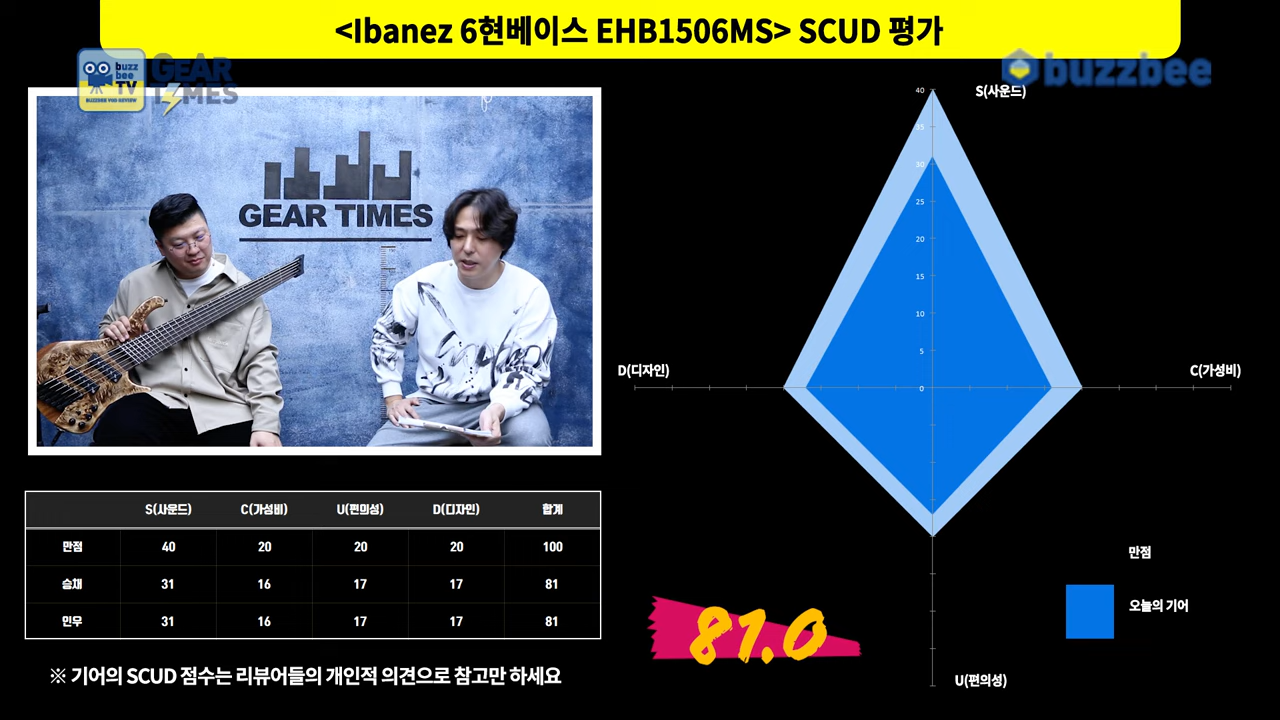 <Ibanez 6현베이스 EHB1506MS> SCUD 평가
buzz
bee
TV
BUZZBEE VOD REVIEW
GEAR
TIMES
buzzbee
GEAR TIMES
S(사운드) C(가성비) U(편의성) D(디자인) 합계
만점 40 20 20 20 100
승채 31 16 17 17 81
민우 31 16 17 17 81
※ 기어의 SCUD 점수는 리뷰어들의 개인적 의견으로 참고만 하세요
S(사운드)
40
35
30
25
20
15
10
5
0
D(디자인)
C(가성비)
U(편의성)
만점
오늘의 기어
81.0